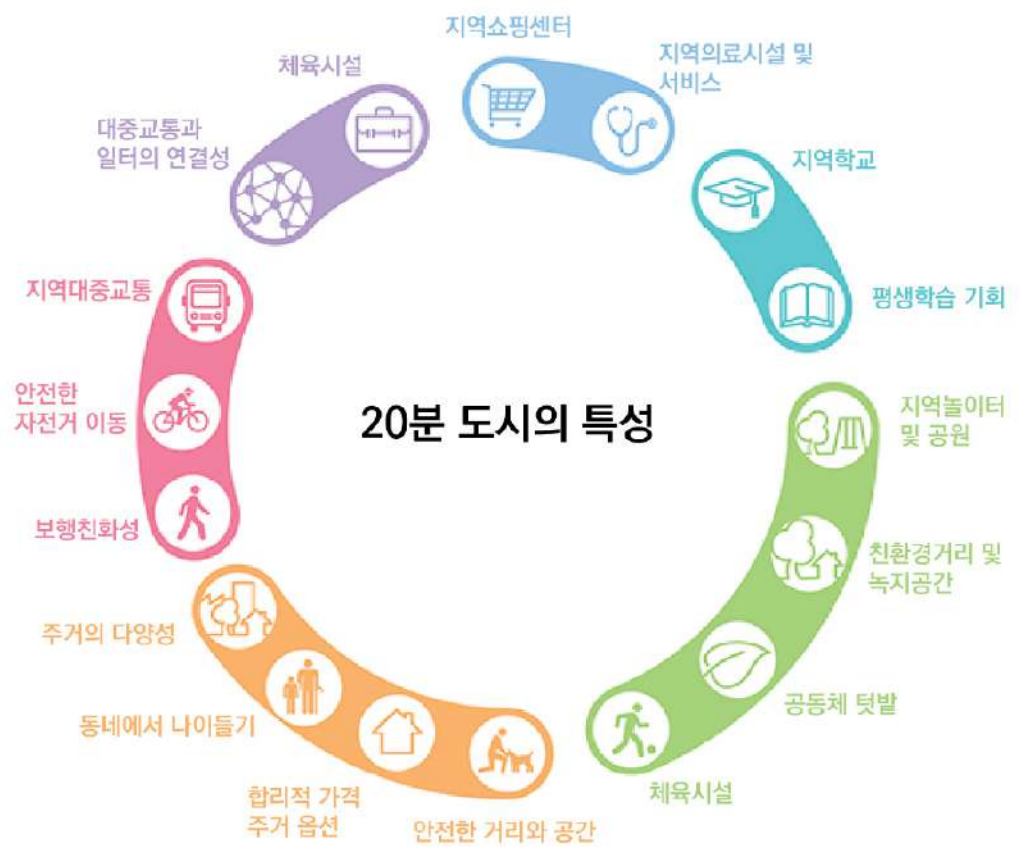 지역쇼핑센터
지역의료시설 및
서비스
지역학교
평생학습 기회
지역놀이터
및 공원
친환경거리 및
녹지공간
공동체 텃밭
체육시설
안전한 거리와 공간
합리적 가격
주거 옵션
동네에서 나이들기
주거의 다양성
보행친화성
안전한
자전거 이동
지역대중교통
대중교통과
일터의 연결성
체육시설
20분 도시의 특성